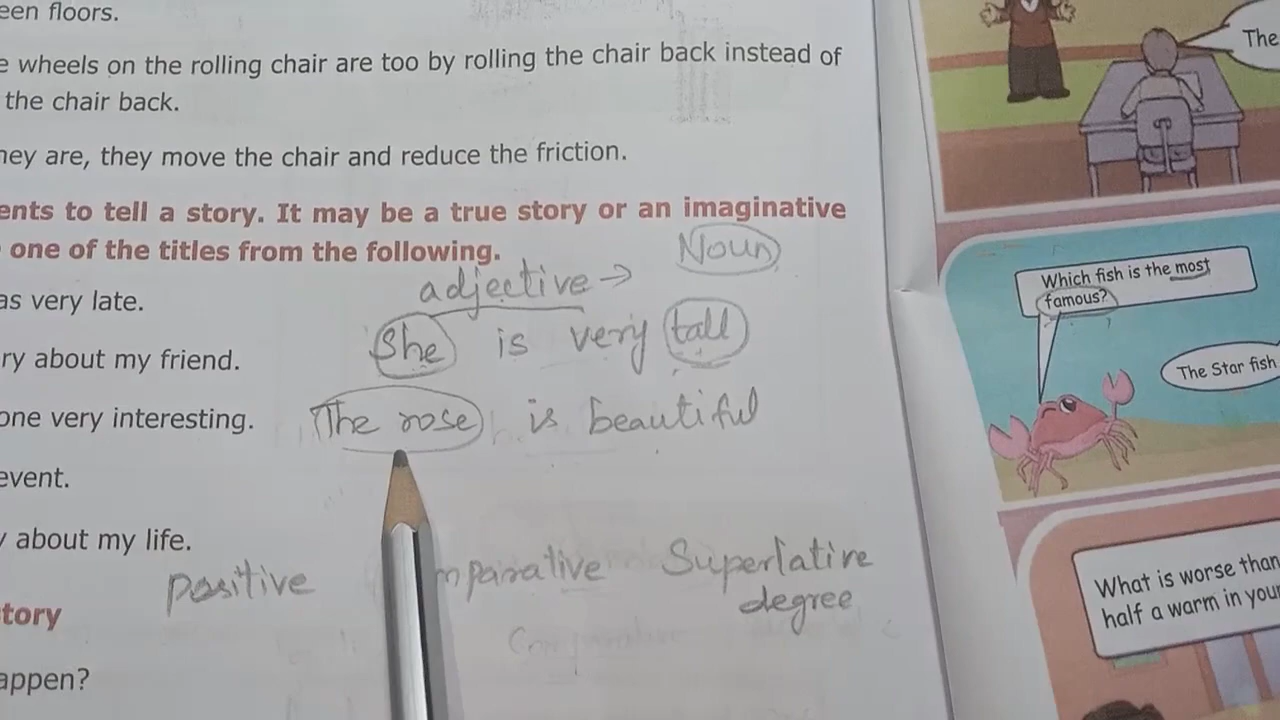 een floors.
e wheels on the rolling chair are too by rolling the chair back instead of
the chair back.
hey are, they move the chair and reduce the friction.
ents to tell a story. It may be a true story or an imaginative
one of the titles from the following.
Noun
adjective →
as very late.
She is very tall
ry about my friend.
one very interesting.
The rose is beautiful
event.
y about my life.
positive mparative Superlative
degree
tory
appen?
The
Which fish is the most
famous?
The Star fish
What is worse than
half a warm in your